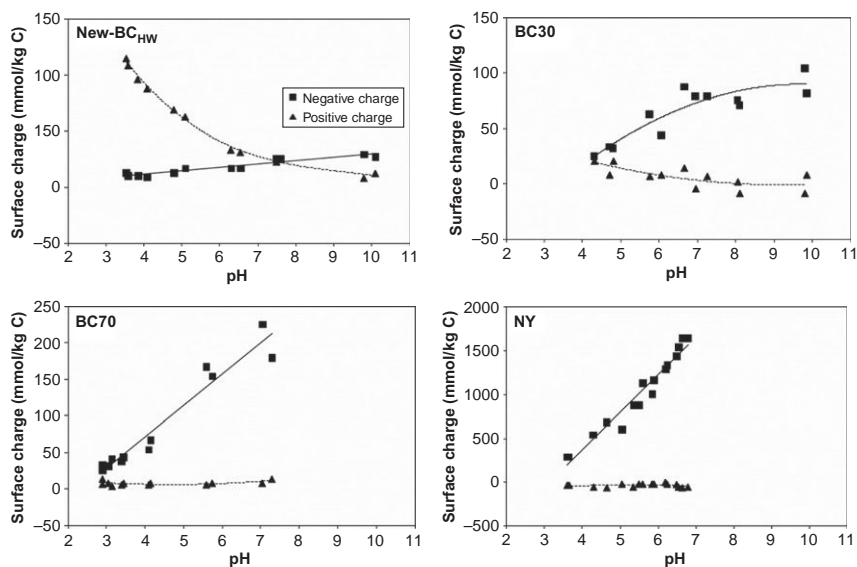 New-BCHW
Surface charge (mmol/kg C)
150
100
150
0
–50
Negative charge
Positive charge
2 3 4 5 6 7 8 9 10 11
pH
BC30
Surface charge (mmol/kg C)
150
100
50
0
–50
2 3 4 5 6 7 8 9 10 11
pH
BC70
Surface charge (mmol/kg C)
250
200
150
100
50
0
–50
2 3 4 5 6 7 8 9 10 11
pH
NY
Surface charge (mmol/kg C)
2000
1500
1000
500
0
–500
2 3 4 5 6 7 8 9 10 11
pH